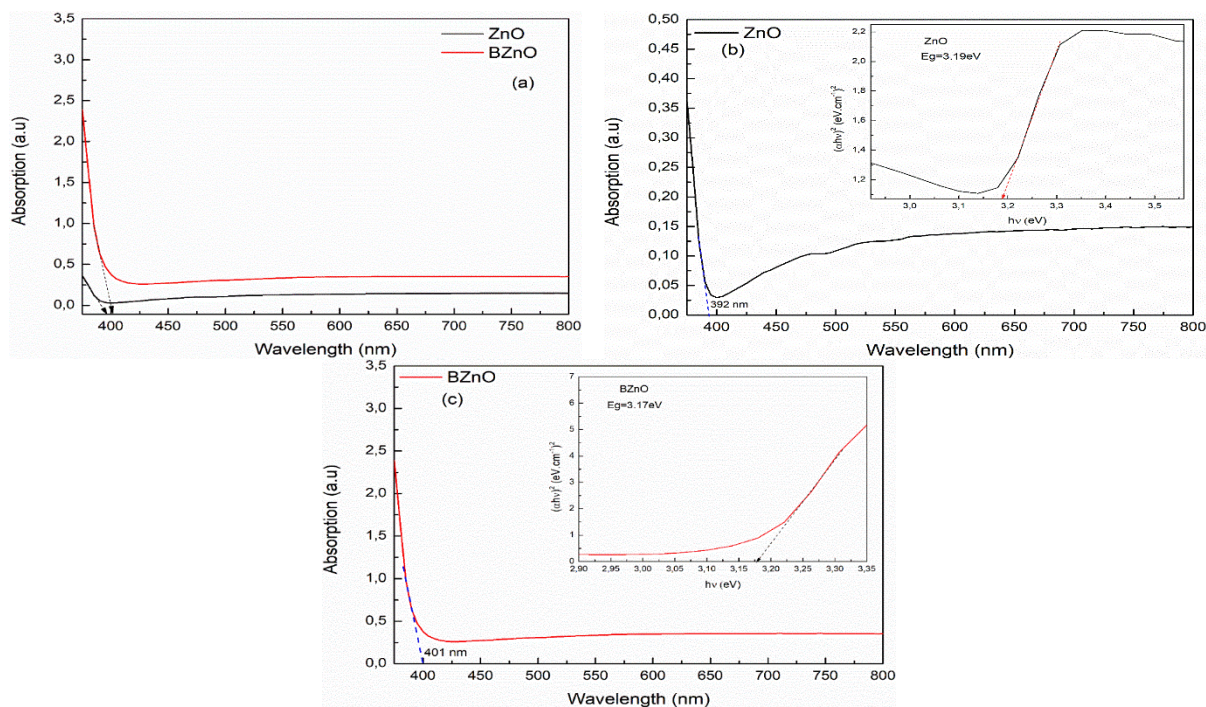 3,5
3,0
2,5
2,0
1,5
1,0
0,5
0,0
Absorption (a.u)
ZnO
BZnO
(a)
400 450 500 550 600 650 700 750 800
Wavelength (nm)
0,50
0,45
0,40
0,35
0,30
0,25
0,20
0,15
0,10
0,05
0,00
Absorption (a.u)
(b)
ZnO
392 nm
400 450 500 550 600 650 700 750 800
Wavelength (nm)
ZnO
Eg=3.19eV
2,2
2,0
1,8
1,6
1,4
1,2
(αhν)² (eV.cm⁻¹)²
3,0 3,1 3,2 3,3 3,4 3,5
hν (eV)
3,5
3,0
2,5
2,0
1,5
1,0
0,5
0,0
Absorption (a.u)
BZnO
(c)
401 nm
400 450 500 550 600 650 700 750 800
Wavelength (nm)
BZnO
Eg=3.17eV
7
6
5
4
3
2
1
0
(αhν)² (eV.cm⁻¹)²
2,90 2,95 3,00 3,05 3,10 3,15 3,20 3,25 3,30 3,35
hν (eV)